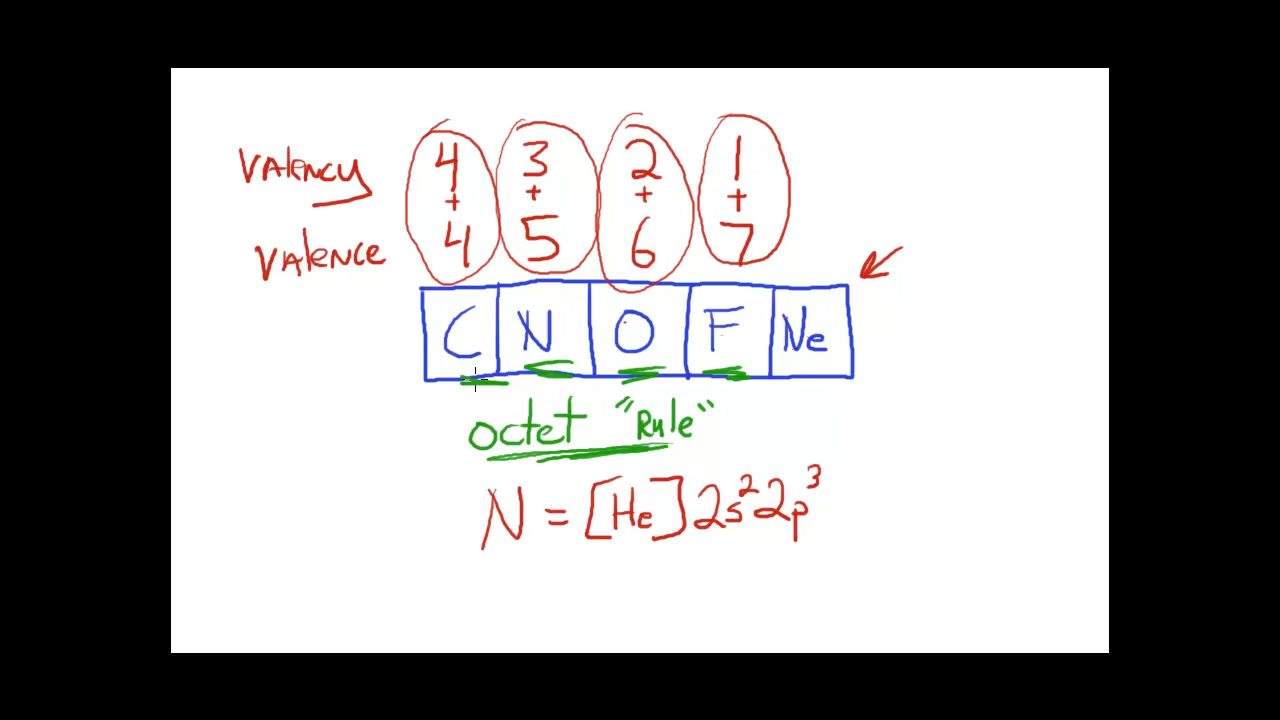 VAlENCY 4 3 2 1
+ + + +
VAlENCE 4 5 6 7
C N O F Ne
octet "Rule"
N = [He] 2s² 2p³